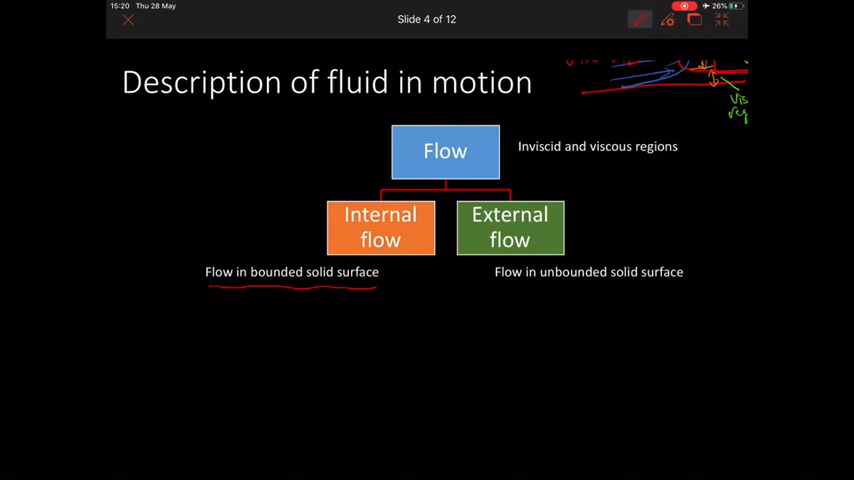 15:20 Thu 28 May
26%
Slide 4 of 12
Description of fluid in motion
Flow
Inviscid and viscous regions
Internal
flow
External
flow
Flow in bounded solid surface
Flow in unbounded solid surface